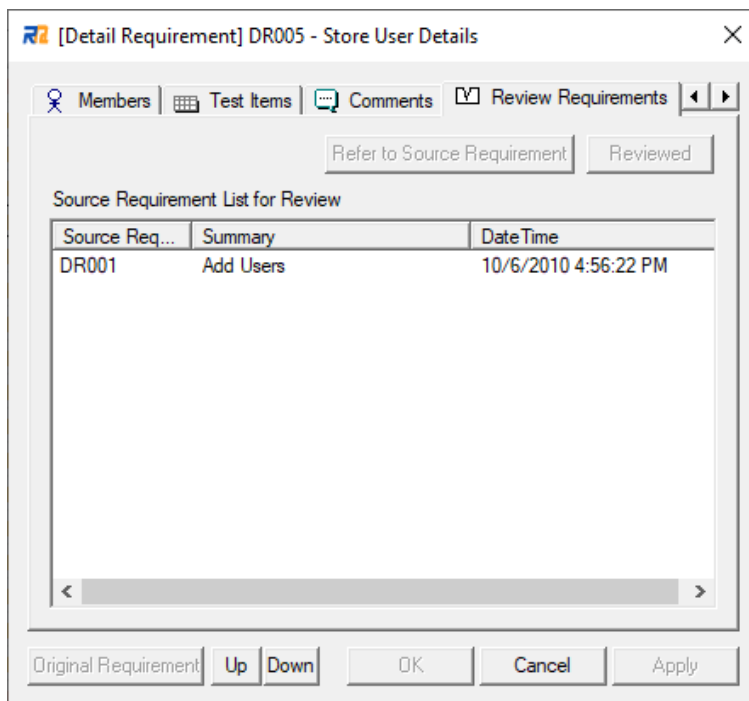 [Detail Requirement] DR005 - Store User Details
Members Test Items Comments Review Requirements
Refer to Source Requirement Reviewed
Source Requirement List for Review
Source Req... Summary DateTime
DR001 Add Users 10/6/2010 4:56:22 PM
Original Requirement Up Down OK Cancel Apply